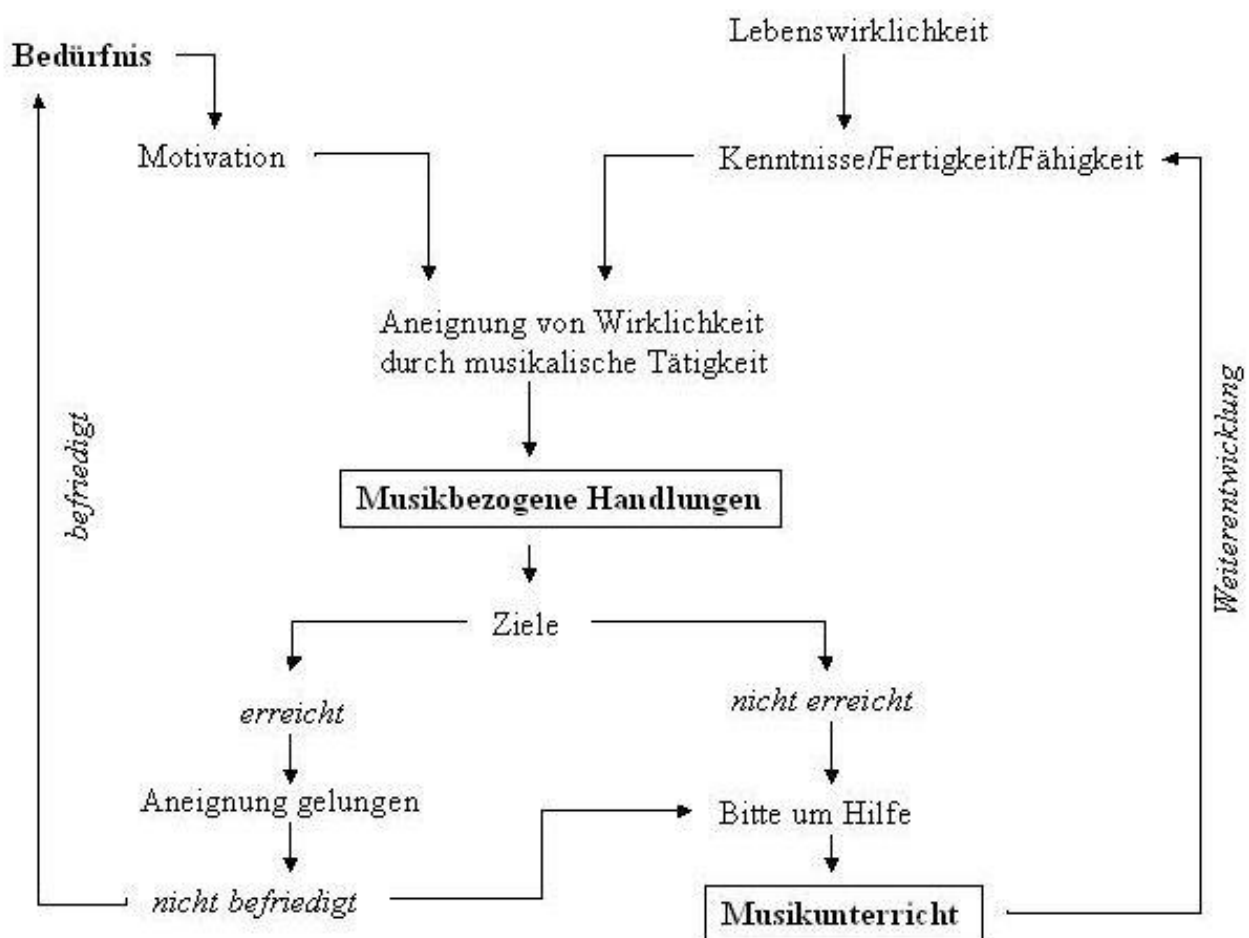 Lebenswirklichkeit
Bedürfnis
Motivation
Kenntnisse/Fertigkeit/Fähigkeit
Aneignung von Wirklichkeit
durch musikalische Tätigkeit
Musikbezogene Handlungen
befriedigt
Weiterentwicklung
Ziele
erreicht
nicht erreicht
Aneignung gelungen
Bitte um Hilfe
nicht befriedigt
Musikunterricht